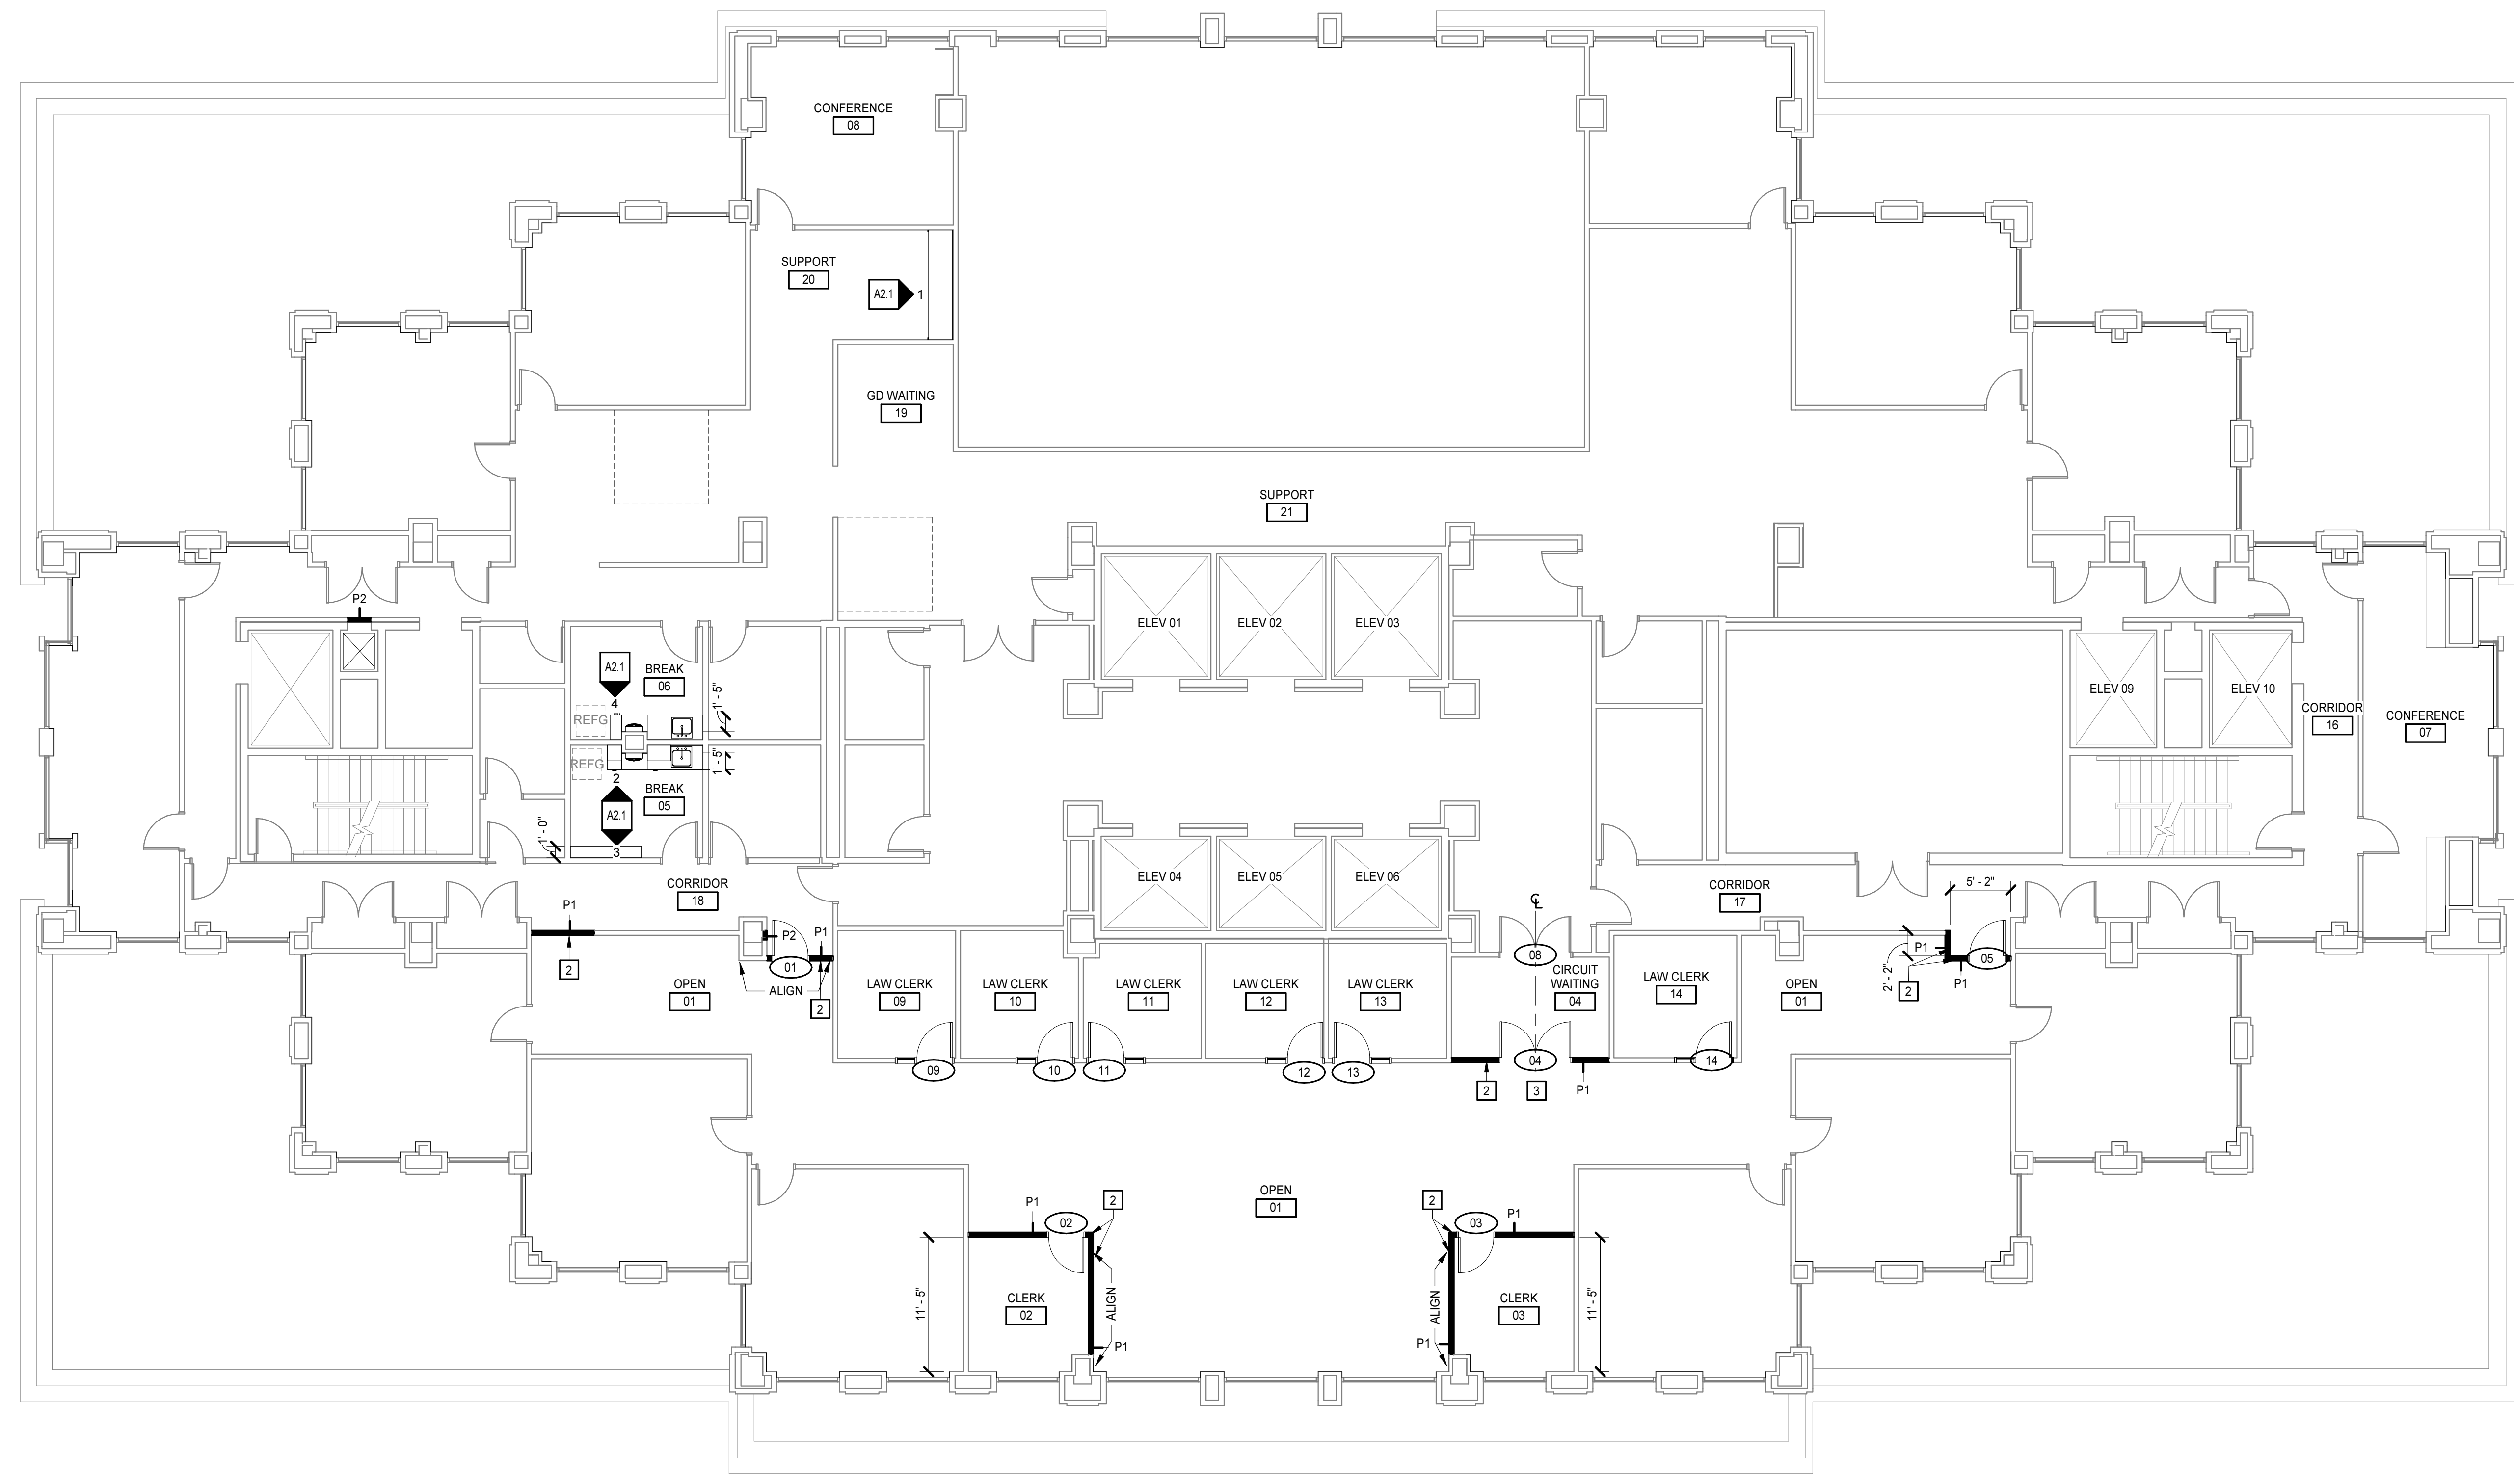 CONFERENCE
08
SUPPORT
20
A2.1
1
GD WAITING
19
SUPPORT
21
P2
ELEV 01
ELEV 02
ELEV 03
A2.1
4
BREAK
06
1' - 5"
REFG
REFG
1' - 5"
2
BREAK
05
A2.1
3
1' - 0"
ELEV 09
ELEV 10
CORRIDOR
16
CONFERENCE
07
ELEV 04
ELEV 05
ELEV 06
CORRIDOR
18
CORRIDOR
17
5' - 2"
P1
2
P2
P1
01
ALIGN
2
OPEN
01
LAW CLERK
09
LAW CLERK
10
LAW CLERK
11
LAW CLERK
12
LAW CLERK
13
CL
08
CIRCUIT
WAITING
04
LAW CLERK
14
OPEN
01
2' - 2"
P1
2
P1
05
09
10
11
12
13
04
14
2
3
P1
P1
02
2
OPEN
01
2
03
P1
11' - 5"
CLERK
02
ALIGN
P1
ALIGN
P1
CLERK
03
11' - 5"